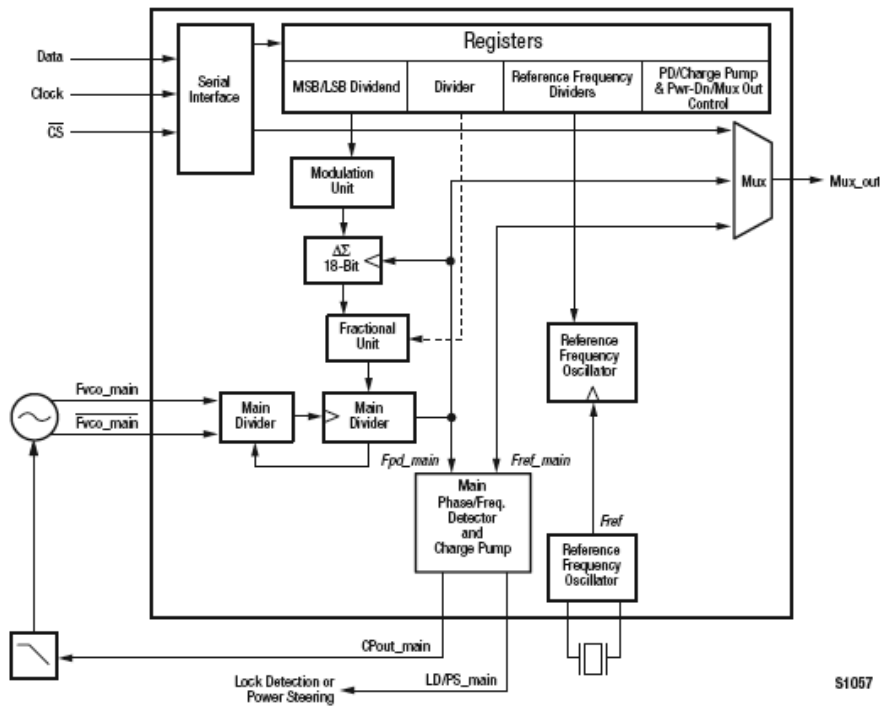 Registers
Data
Clock
CS
Serial
Interface
MSB/LSB Dividend
Divider
Reference Frequency
Dividers
PD/Charge Pump
& Pwr-Dn/Mux Out
Control
Modulation
Unit
Mux
Mux_out
ΔΣ
18-Bit
Fractional
Unit
Reference
Frequency
Oscillator
Fvco_main
Fvco_main
Main
Divider
Main
Divider
Fpd_main
Fref_main
Main
Phase/Freq.
Detector
and
Charge Pump
Fref
Reference
Frequency
Oscillator
CPout_main
Lock Detection or
Power Steering
LD/PS_main
S1057